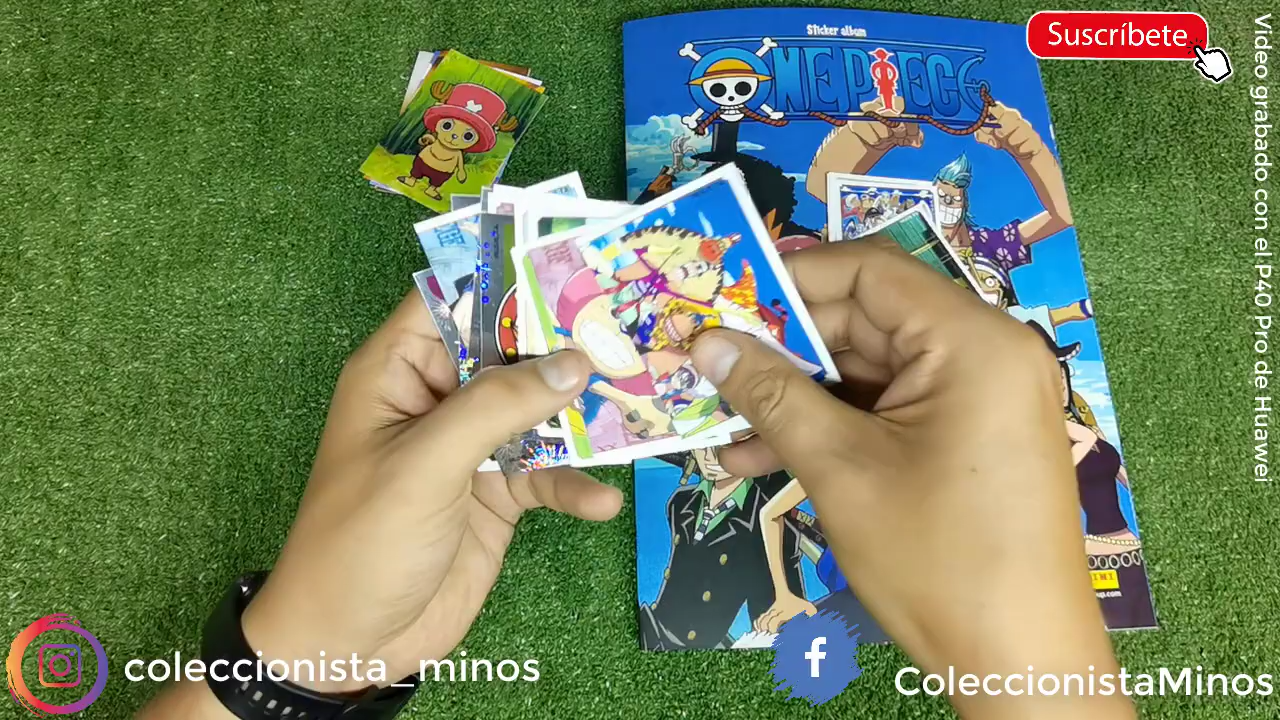 Sticker album
ONE PIECE
Suscríbete
Video grabado con el P40 Pro de Huawei
coleccionista_minos
f
ColeccionistaMinos